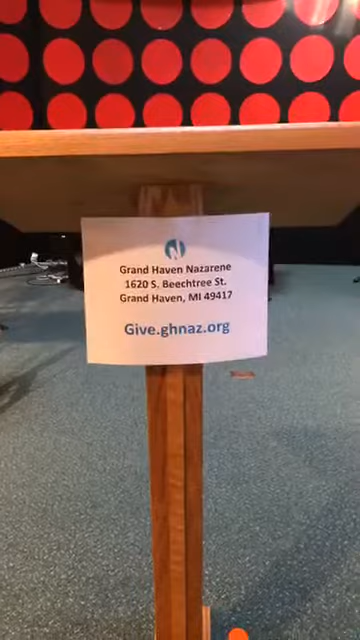 Grand Haven Nazarene
1620 S. Beechtree St.
Grand Haven, MI 49417
Give.ghnaz.org